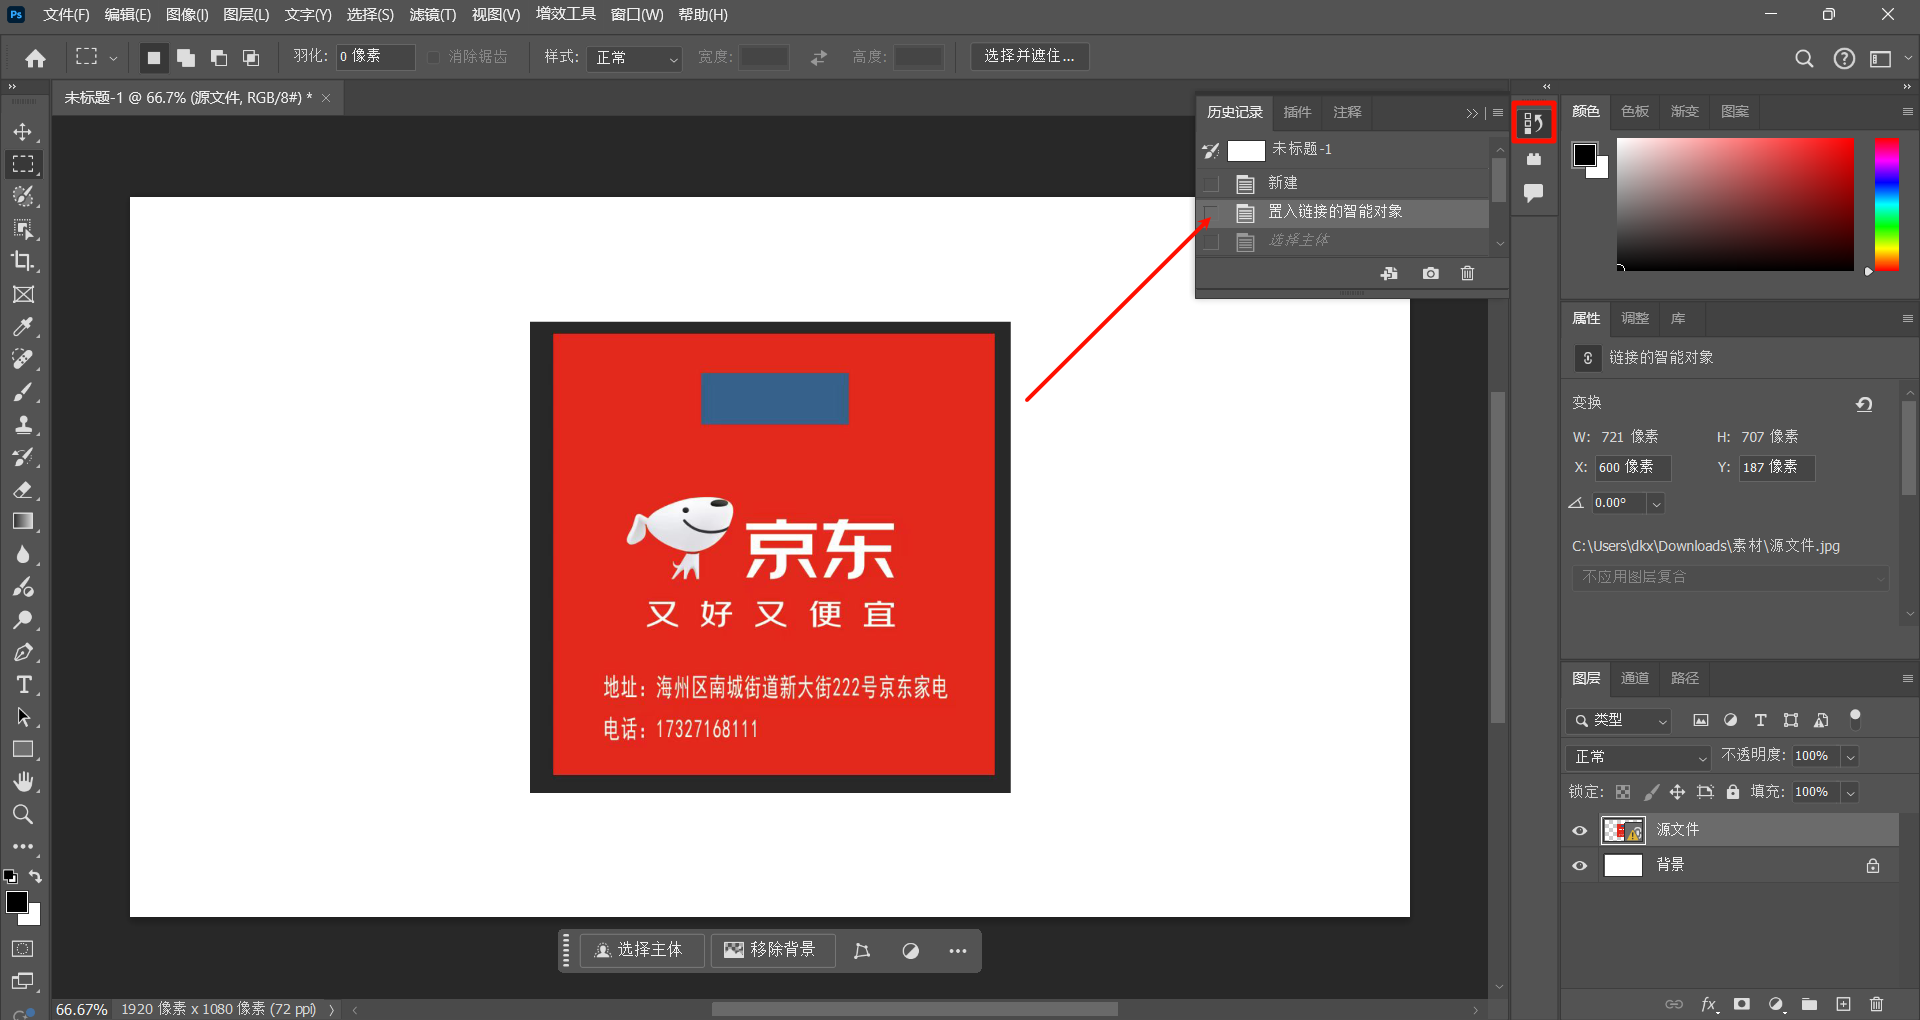 Ps 文件(F) 编辑(E) 图像(I) 图层(L) 文字(Y) 选择(S) 滤镜(T) 视图(V) 增效工具 窗口(W) 帮助(H)
羽化: 0 像素 消除锯齿 样式: 正常 宽度: 高度: 选择并遮住...
未标题-1 @ 66.7% (源文件, RGB/8#) *
历史记录 插件 注释
未标题-1
新建
置入链接的智能对象
选择主体
颜色 色板 渐变 图案
属性 调整 库
链接的智能对象
变换
W: 721 像素 H: 707 像素
X: 600 像素 Y: 187 像素
0.00°
C:\Users\dkx\Downloads\素材\源文件.jpg
不应用图层复合
图层 通道 路径
类型
正常 不透明度: 100%
锁定: 填充: 100%
源文件
背景
fx
京东
又好又便宜
地址：海州区南城街道新大街222号京东家电
电话：17327168111
选择主体 移除背景
66.67% 1920 像素 x 1080 像素 (72 ppi)